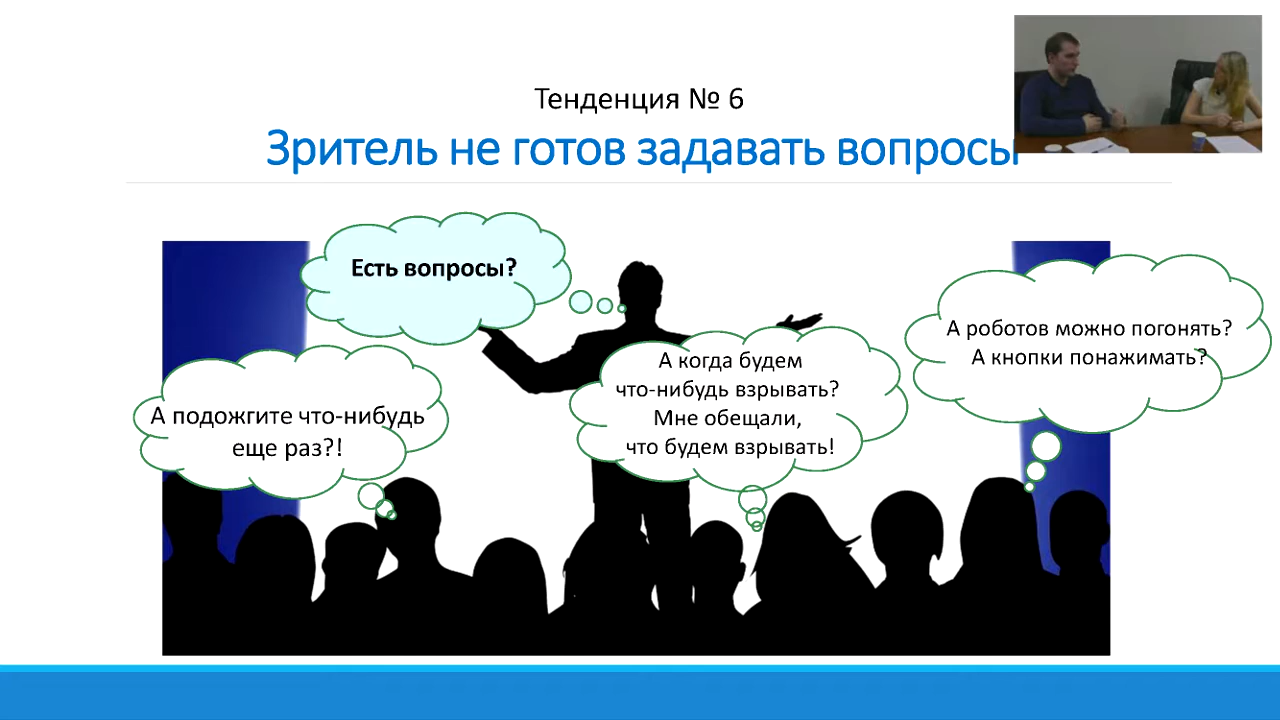 Тенденция № 6
Зритель не готов задавать вопросы
Есть вопросы?
А подожгите что-нибудь
еще раз?!
А когда будем
что-нибудь взрывать?
Мне обещали,
что будем взрывать!
А роботов можно погонять?
А кнопки понажимать?